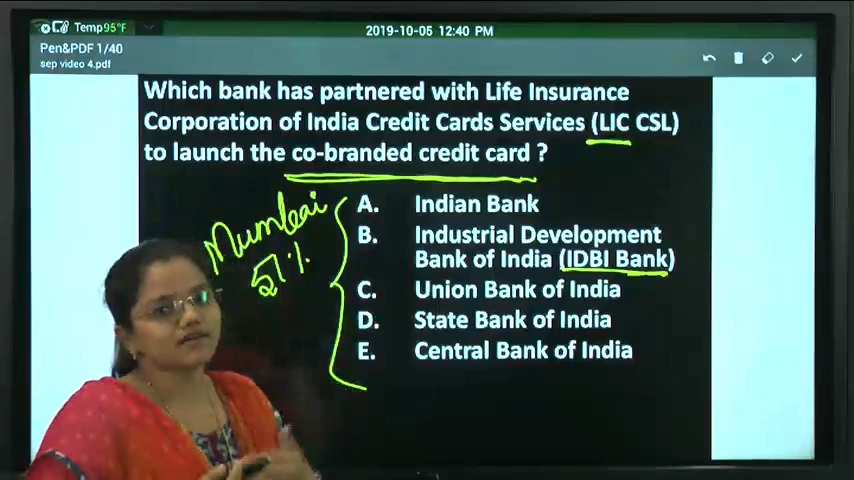 Temp95°F
2019-10-05 12:40 PM
Pen&PDF 1/40
sep video 4.pdf
Which bank has partnered with Life Insurance
Corporation of India Credit Cards Services (LIC CSL)
to launch the co-branded credit card ?
Mumbai
51%
A. Indian Bank
B. Industrial Development
Bank of India (IDBI Bank)
C. Union Bank of India
D. State Bank of India
E. Central Bank of India